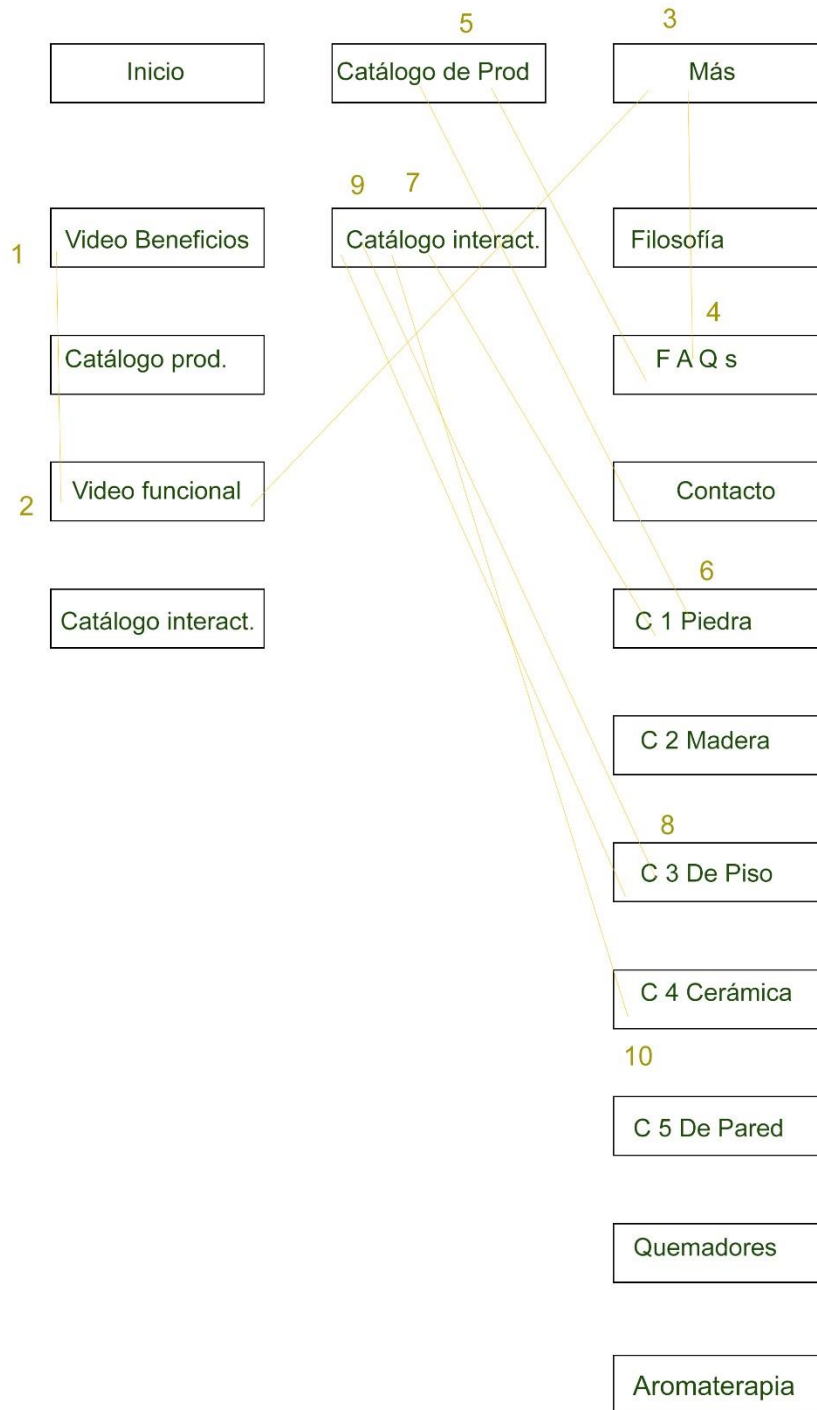 5
3
Inicio
Catálogo de Prod
Más
9
7
Video Beneficios
Catálogo interact.
Filosofía
1
4
Catálogo prod.
F A Q s
Video funcional
Contacto
2
6
Catálogo interact.
C 1 Piedra
C 2 Madera
8
C 3 De Piso
C 4 Cerámica
10
C 5 De Pared
Quemadores
Aromaterapia